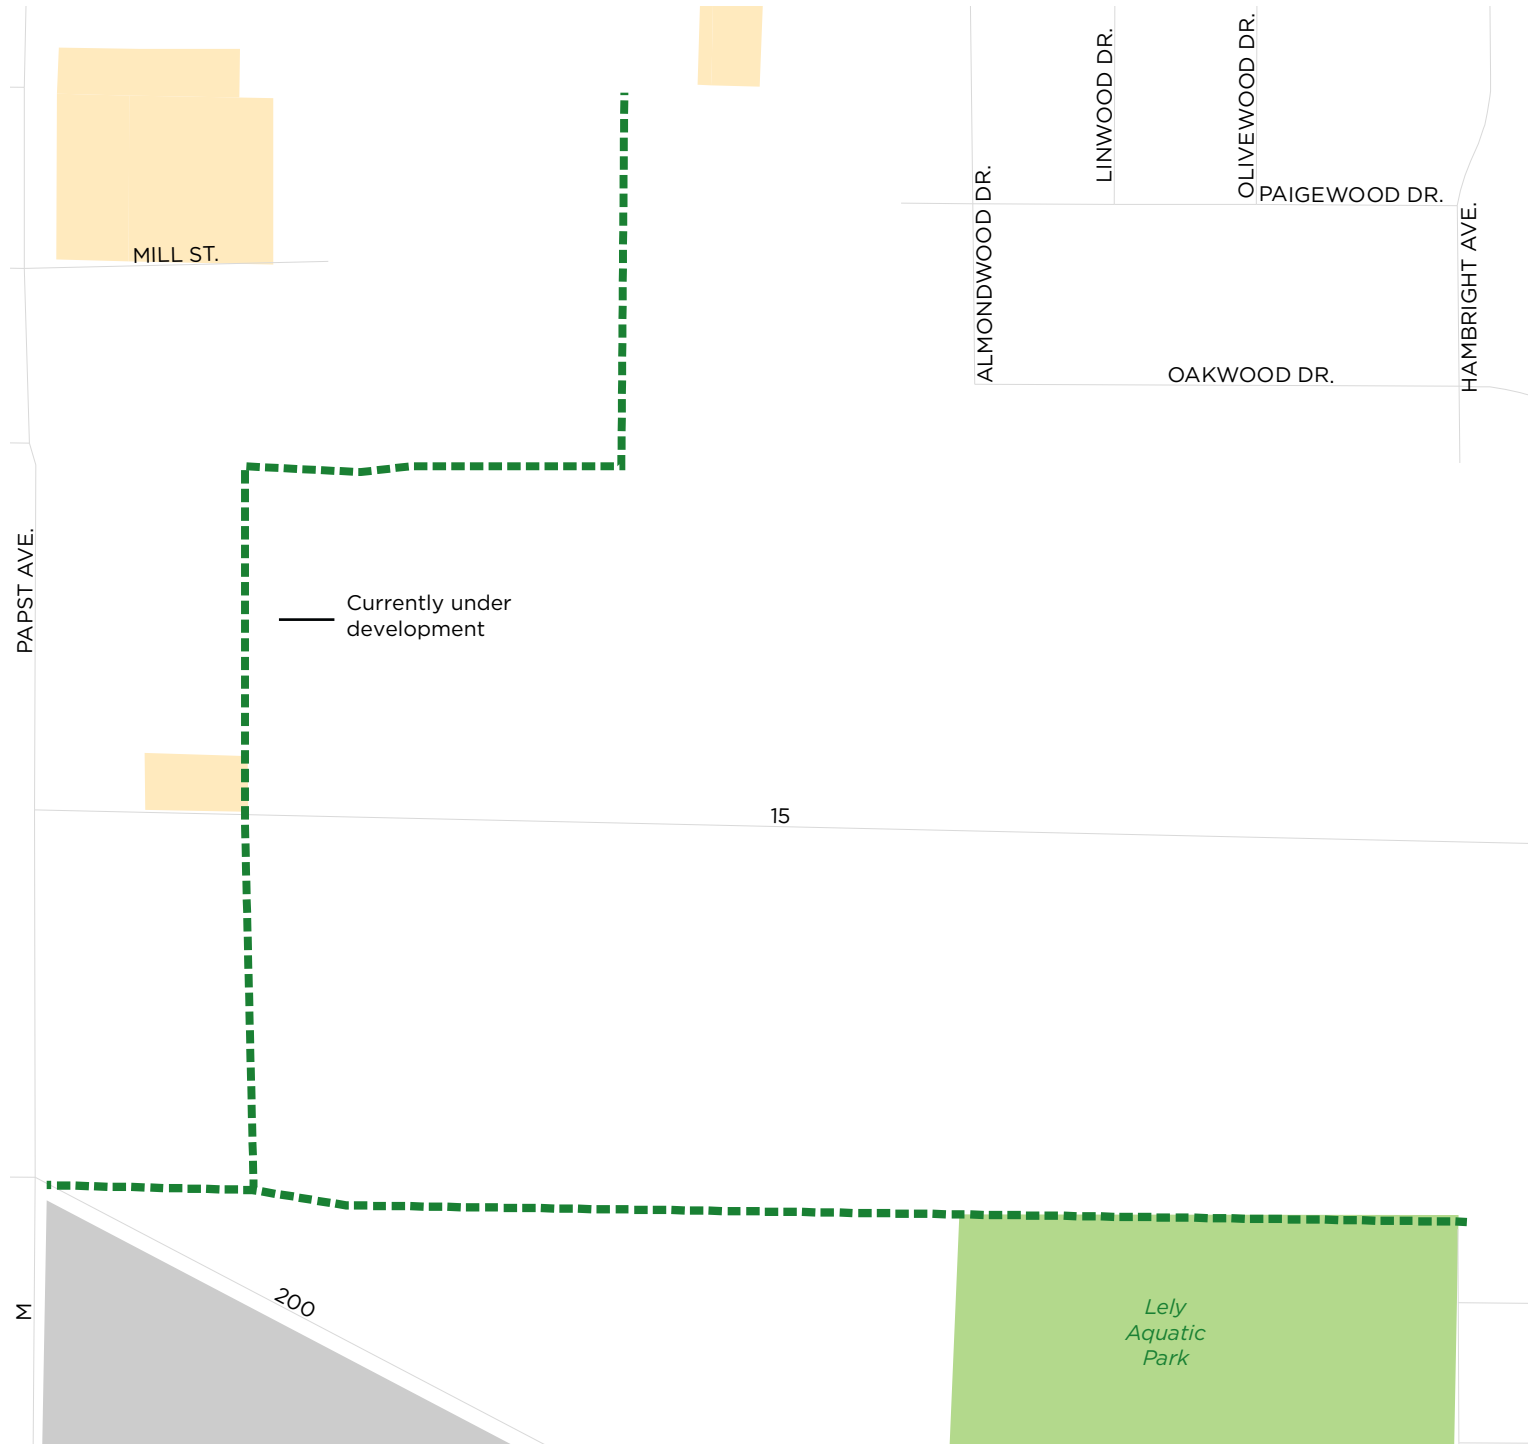 LINWOOD DR.
OLIVEWOOD DR.
PAIGEWOOD DR.
ALMONDWOOD DR.
HAMBRIGHT AVE.
MILL ST.
OAKWOOD DR.
PAPST AVE.
Currently under
development
15
200
M
Lely
Aquatic
Park